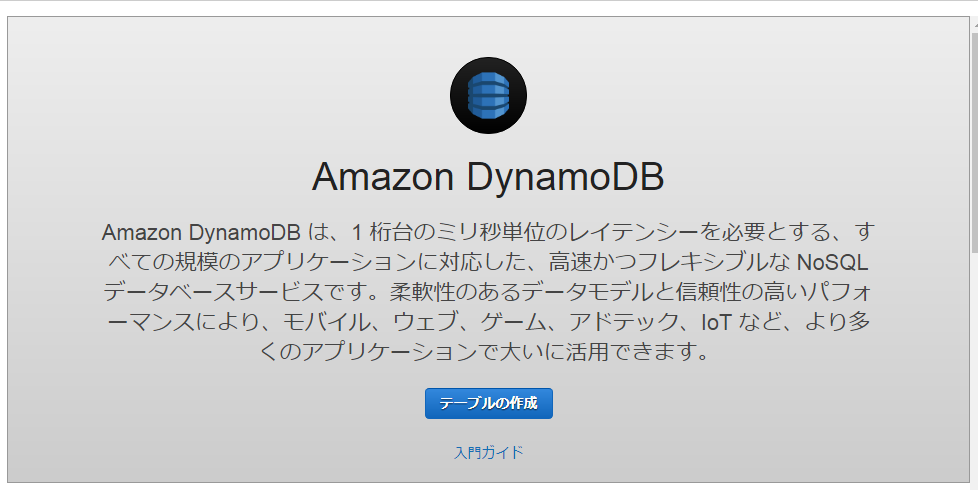 Amazon DynamoDB
Amazon DynamoDB は、1 桁台のミリ秒単位のレイテンシーを必要とする、す
べての規模のアプリケーションに対応した、高速かつフレキシブルな NoSQL
データベースサービスです。柔軟性のあるデータモデルと信頼性の高いパフォ
ーマンスにより、モバイル、ウェブ、ゲーム、アドテック、IoT など、より多
くのアプリケーションで大いに活用できます。
テーブルの作成
入門ガイド